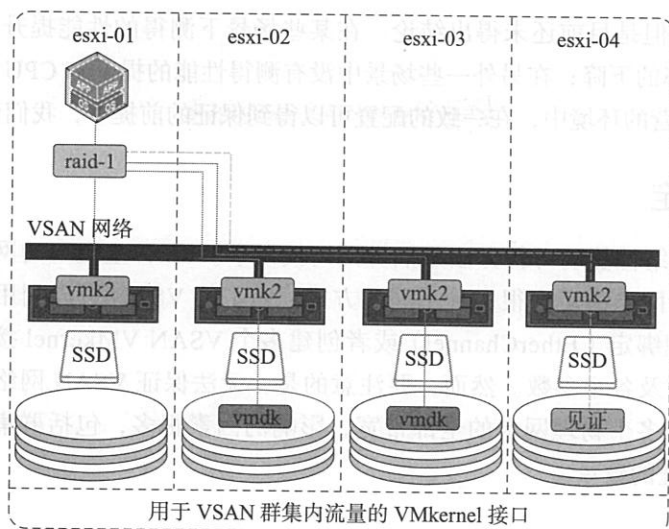 esxi-01 esxi-02 esxi-03 esxi-04
APP APP
OS OS
raid-1
VSAN 网络
vmk2 vmk2 vmk2 vmk2
SSD SSD SSD SSD
vmdk vmdk 见证
用于 VSAN 群集内流量的 VMkernel 接口